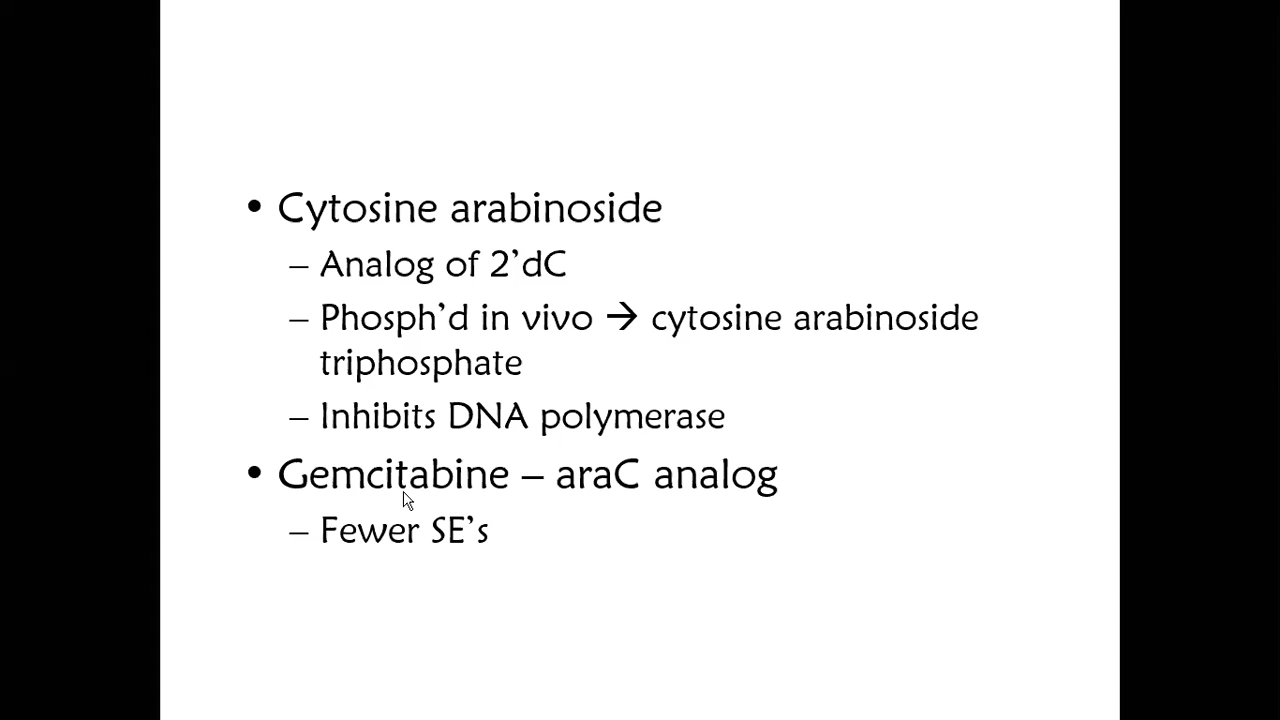 • Cytosine arabinoside
– Analog of 2’dC
– Phosph’d in vivo → cytosine arabinoside
triphosphate
– Inhibits DNA polymerase
• Gemcitabine – araC analog
– Fewer SE’s